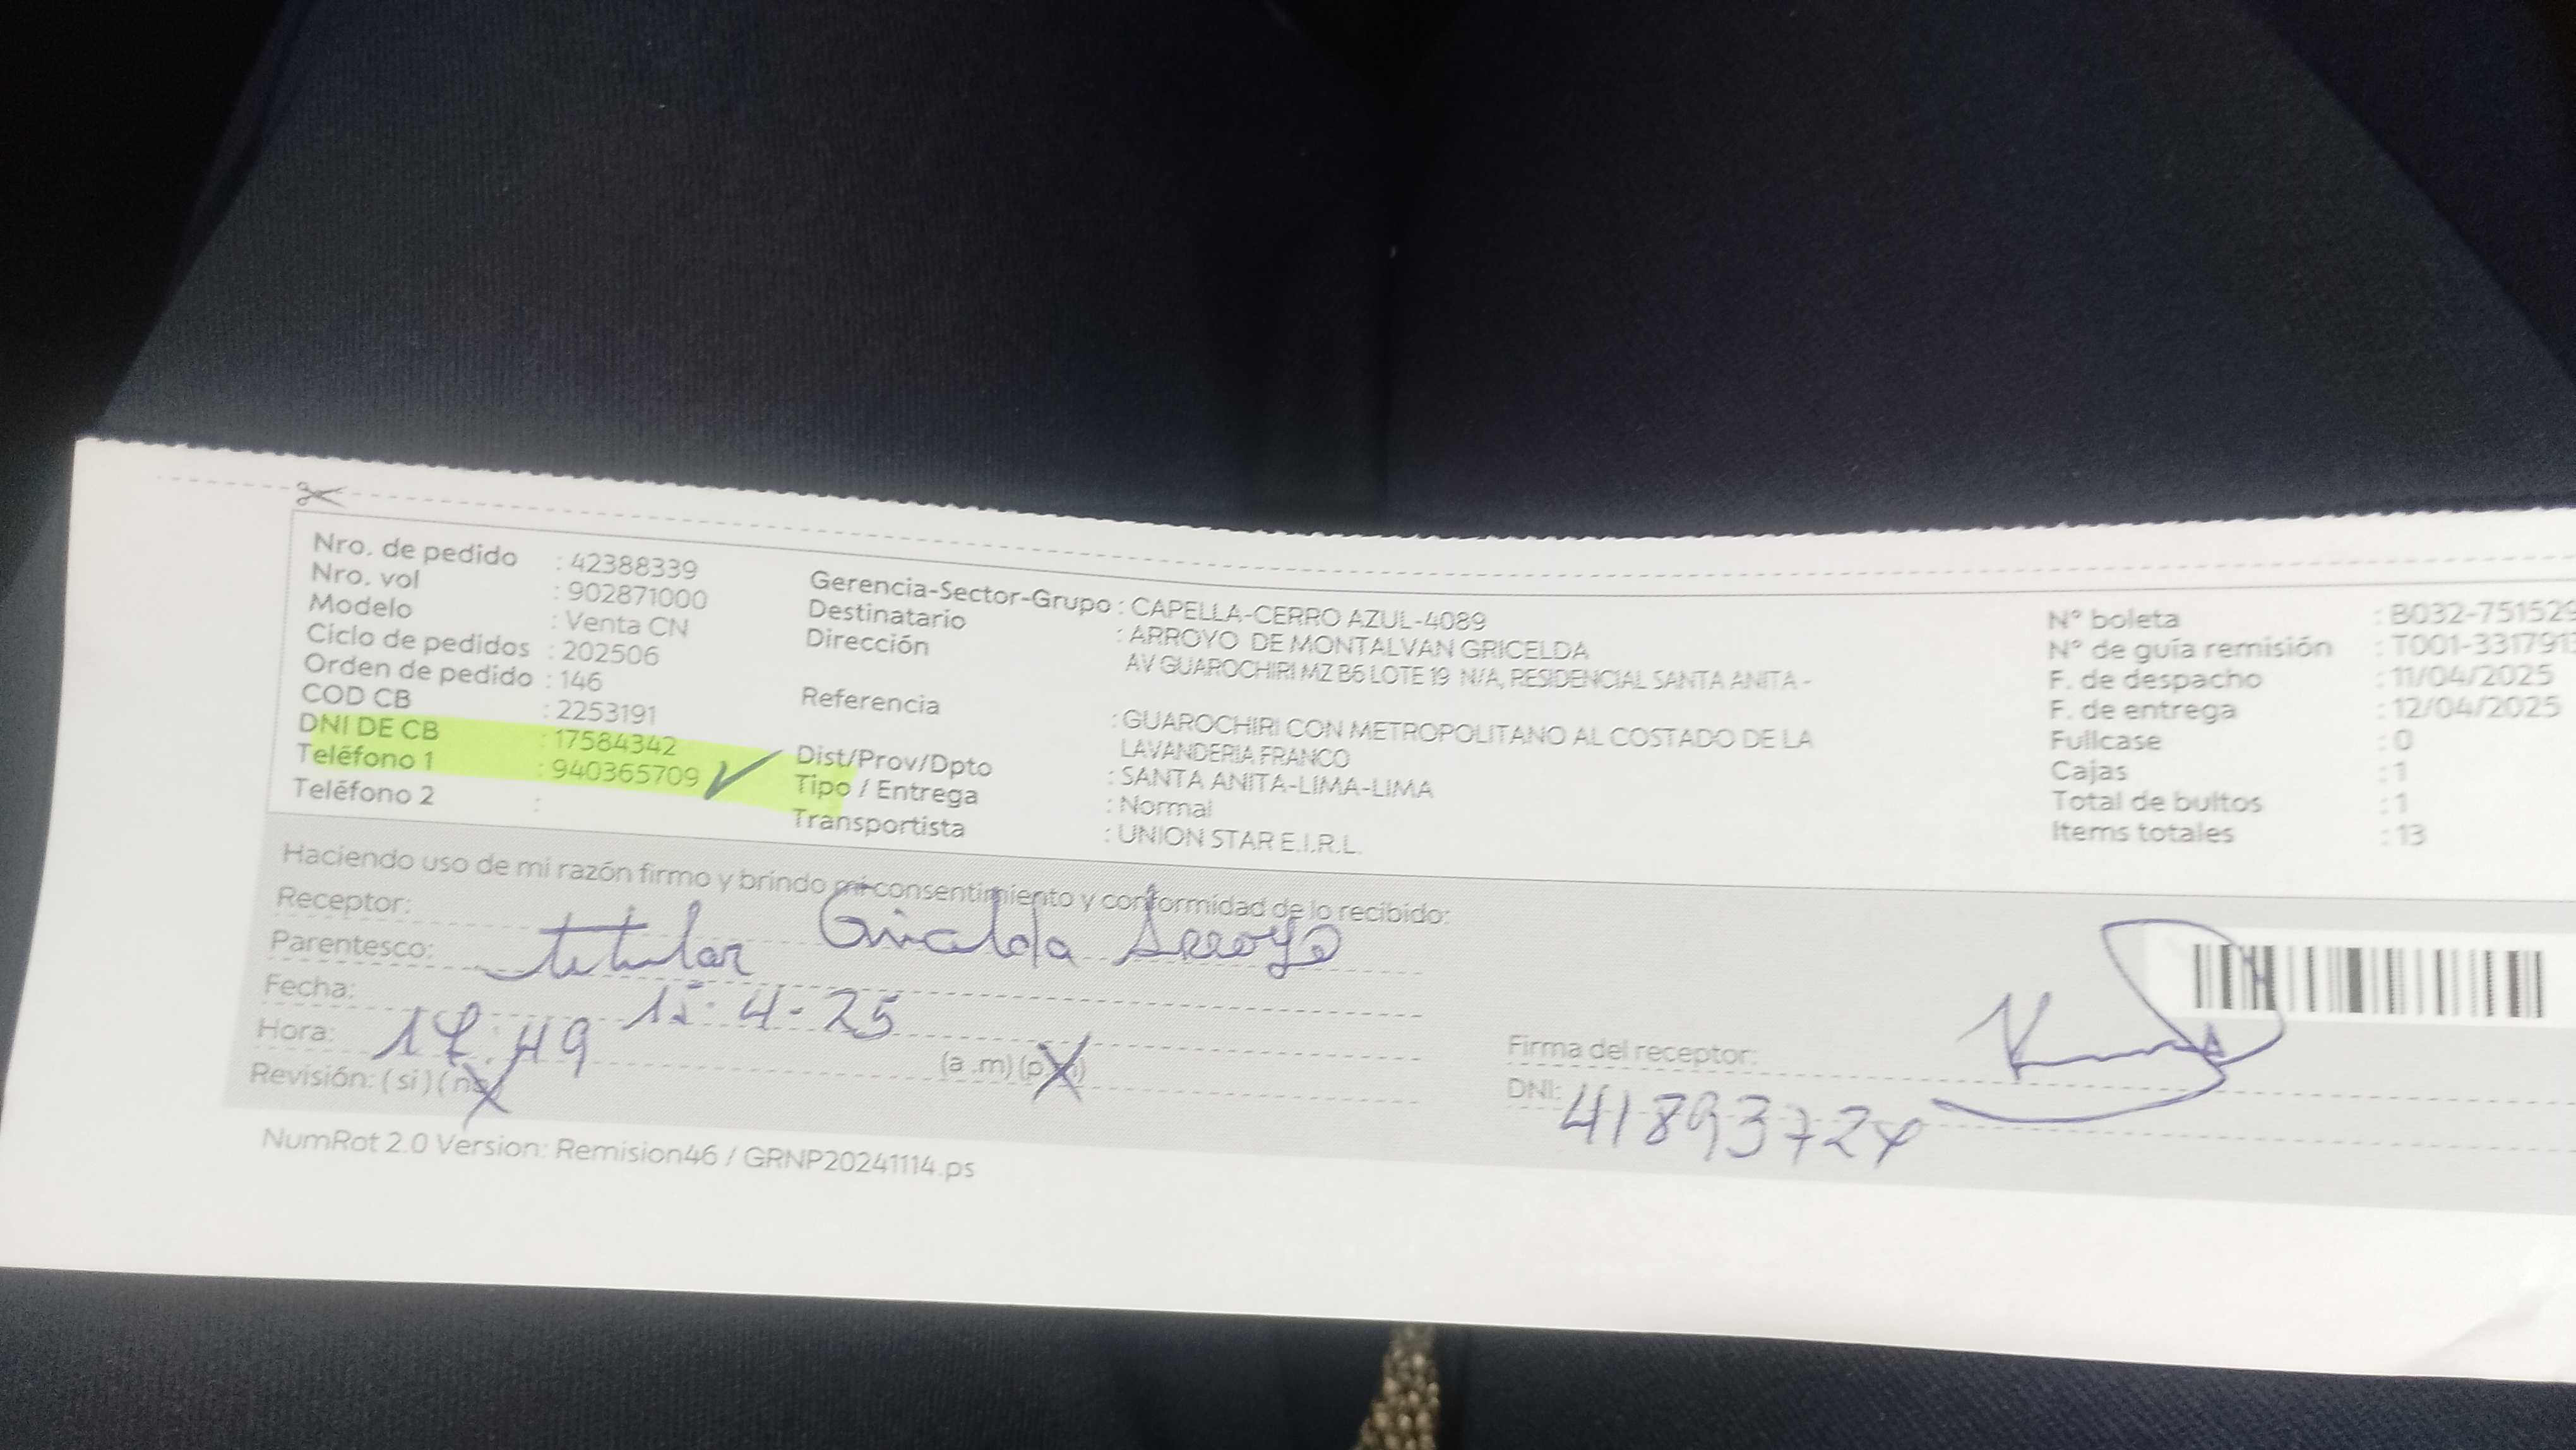 Nro. de pedido : 42388339
Nro. vol : 902871000
Modelo : Venta CN
Ciclo de pedidos : 202506
Orden de pedido : 146
COD CB : 2253191
DNI DE CB : 17584342
Teléfono 1 : 940365709
Teléfono 2 :
Gerencia-Sector-Grupo : CAPELLA-CERRO AZUL-4089
Destinatario : ARROYO DE MONTALVAN GRICELDA
Dirección : AV GUAROCHIRI MZ B6 LOTE 19 N/A, RESIDENCIAL SANTA ANITA -
Referencia : GUAROCHIRI CON METROPOLITANO AL COSTADO DE LA
LAVANDERIA FRANCO
Dist/Prov/Dpto : SANTA ANITA-LIMA-LIMA
Tipo / Entrega : Normal
Transportista : UNION STAR E.I.R.L.
N° boleta : B032-751529
N° de guía remisión : T001-331791
F. de despacho : 11/04/2025
F. de entrega : 12/04/2025
Fullcase : 0
Cajas : 1
Total de bultos : 1
Items totales : 13
Haciendo uso de mi razón firmo y brindo mi consentimiento y conformidad de lo recibido:
Receptor: Gricelda Arroyo
Parentesco: titular
Fecha: 15-4-25
Hora: 17:49 (a .m) (p.m)
Revisión: ( si ) ( no
Firma del receptor:
DNI: 4189372
NumRot 2.0 Version: Remision46 / GRNP20241114.ps